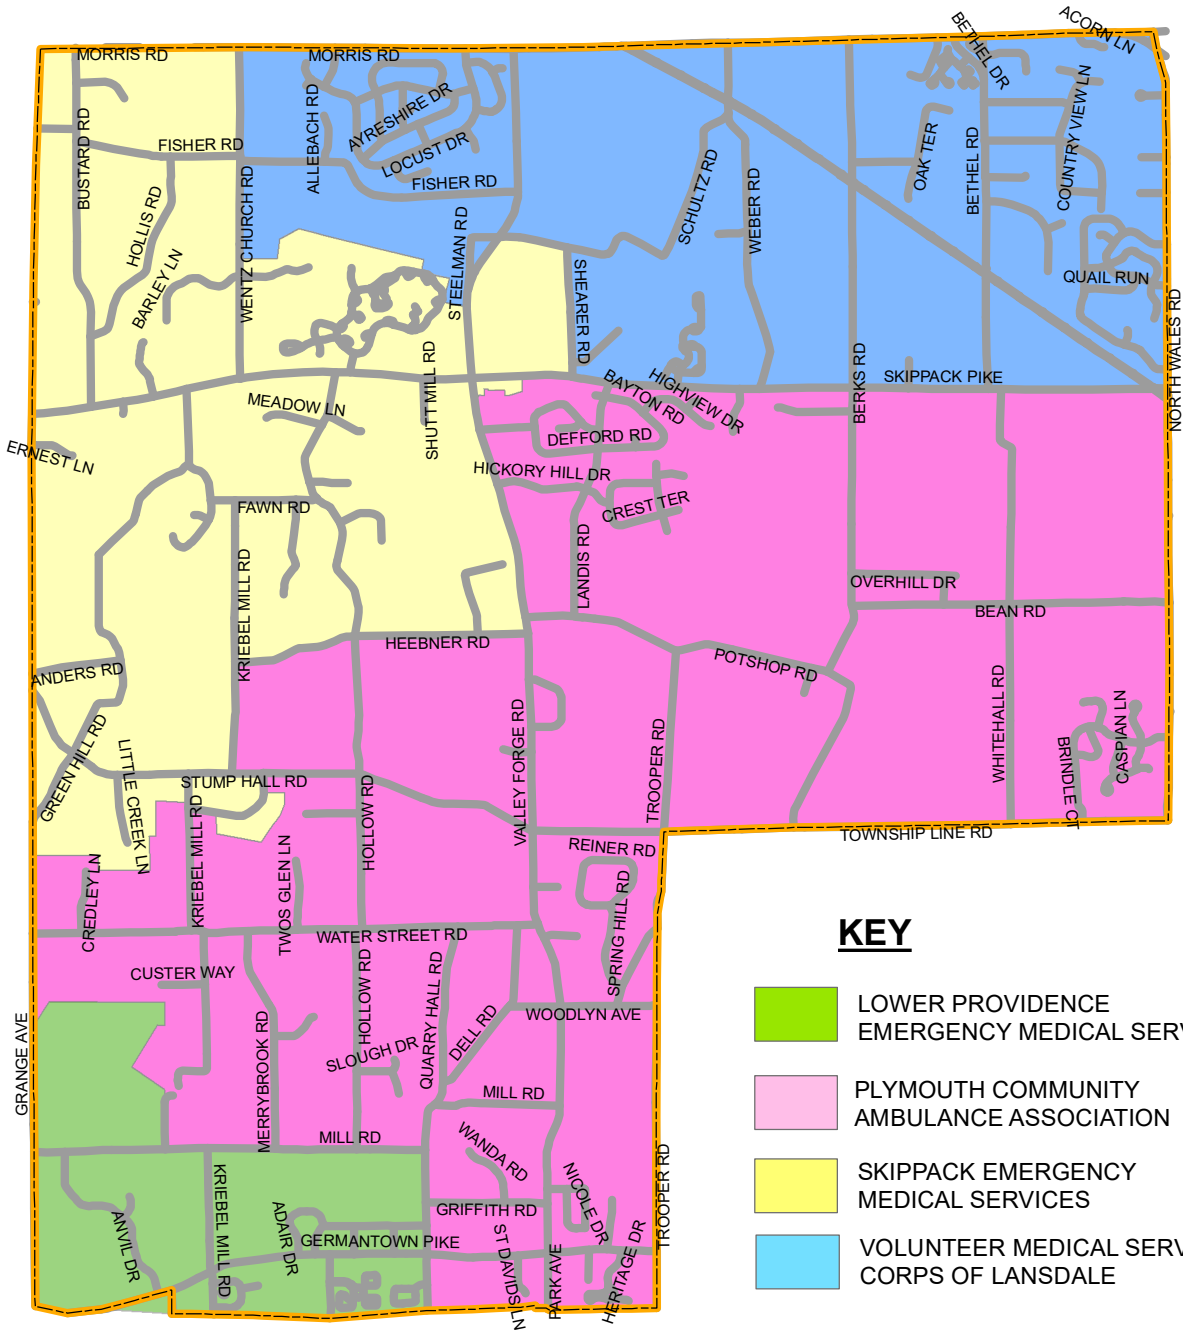 ACORN LN
MORRIS RD
MORRIS RD
BETHEL DR
BUSTARD RD
ALLEBACH RD
AYRESHIRE DR
COUNTRY VIEW LN
FISHER RD
LOCUST DR
OAK TER
BETHEL RD
FISHER RD
HOLLIS RD
WENTZ CHURCH RD
SCHULTZ RD
WEBER RD
BARLEY LN
STEELMAN RD
SHEARER RD
QUAIL RUN
NORTH WALES RD
SHUTT MILL RD
BERKS RD
SKIPPACK PIKE
MEADOW LN
BAYTON RD
HIGHVIEW DR
DEFFORD RD
ERNEST LN
HICKORY HILL DR
CREST TER
FAWN RD
LANDIS RD
KRIEBEL MILL RD
OVERHILL DR
BEAN RD
HEEBNER RD
ANDERS RD
POTSHOP RD
GREEN HILL RD
LITTLE CREEK LN
VALLEY FORGE RD
TROOPER RD
WHITEHALL RD
BRINDLE CT
CASPIAN LN
STUMP HALL RD
KRIEBEL MILL RD
HOLLOW RD
TOWNSHIP LINE RD
REINER RD
CREDLEY LN
TWOS GLEN LN
SPRING HILL RD
WATER STREET RD
CUSTER WAY
HOLLOW RD
QUARRY HALL RD
GRANGE AVE
MERRYBROOK RD
SLOUGH DR
DELL RD
WOODLYN AVE
MILL RD
MILL RD
WANDA RD
NICOLE DR
TROOPER RD
ANVIL DR
KRIEBEL MILL RD
ADAIR DR
GERMANTOWN PIKE
GRIFFITH RD
ST DAVIDS LN
PARK AVE
HERITAGE DR
KEY
LOWER PROVIDENCE
EMERGENCY MEDICAL SERV
PLYMOUTH COMMUNITY
AMBULANCE ASSOCIATION
SKIPPACK EMERGENCY
MEDICAL SERVICES
VOLUNTEER MEDICAL SERV
CORPS OF LANSDALE